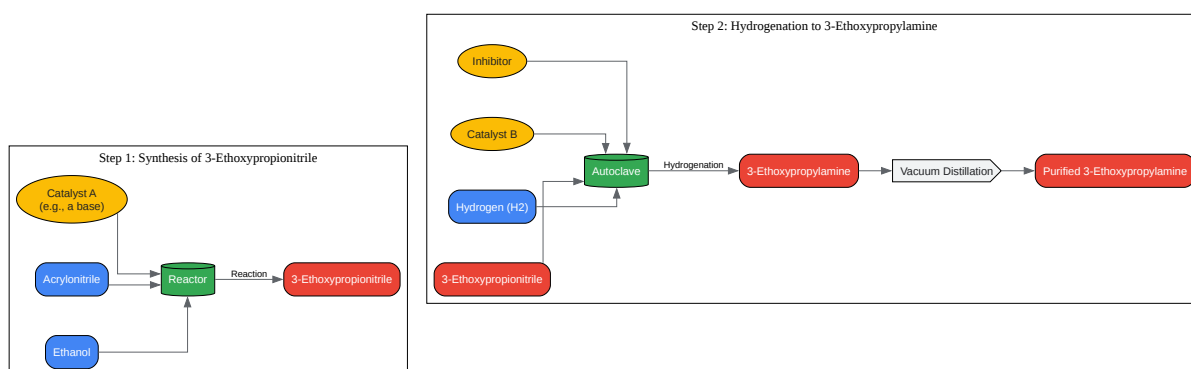 Step 1: Synthesis of 3-Ethoxypropionitrile
Catalyst A
(e.g., a base)
Acrylonitrile
Reactor
Reaction
3-Ethoxypropionitrile
Ethanol
Step 2: Hydrogenation to 3-Ethoxypropylamine
Inhibitor
Catalyst B
Autoclave
Hydrogenation
3-Ethoxypropylamine
Vacuum Distillation
Purified 3-Ethoxypropylamine
Hydrogen (H2)
3-Ethoxypropionitrile